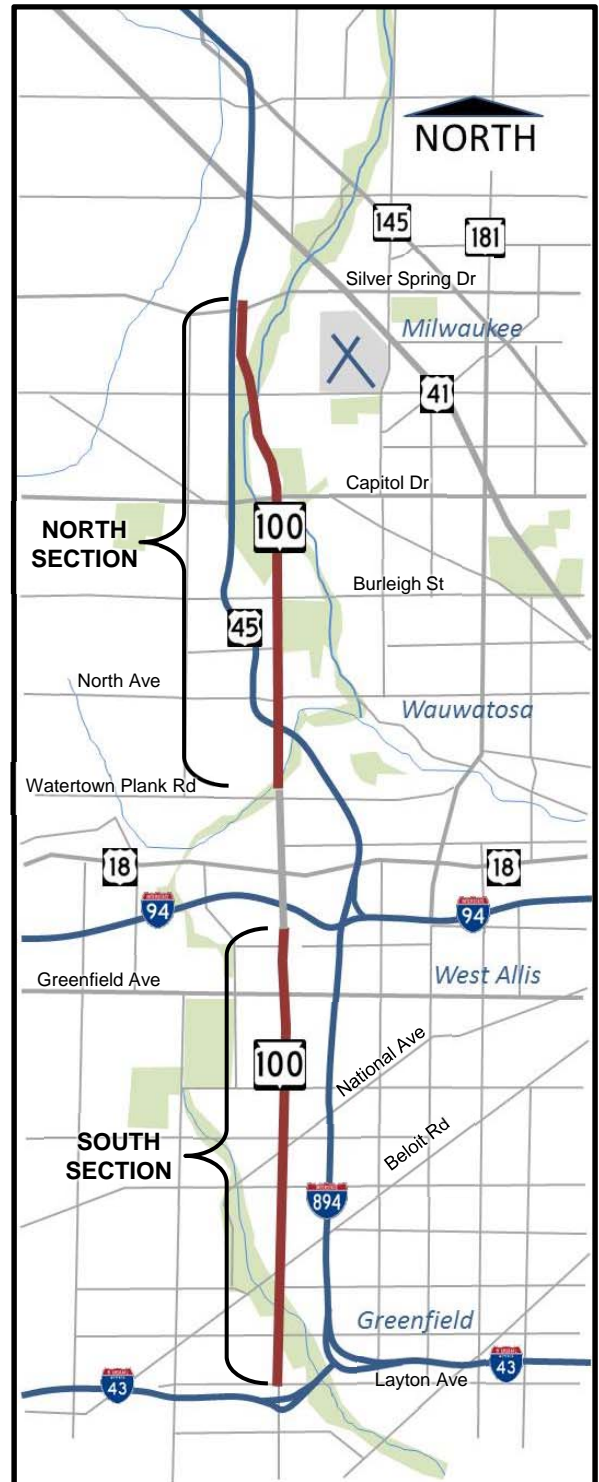 NORTH
145
181
Silver Spring Dr
Milwaukee
41
Capitol Dr
100
NORTH
SECTION
Burleigh St
45
North Ave
Wauwatosa
Watertown Plank Rd
18
18
94
94
West Allis
Greenfield Ave
National Ave
100
Beloit Rd
SOUTH
SECTION
894
Greenfield
43
Layton Ave
43